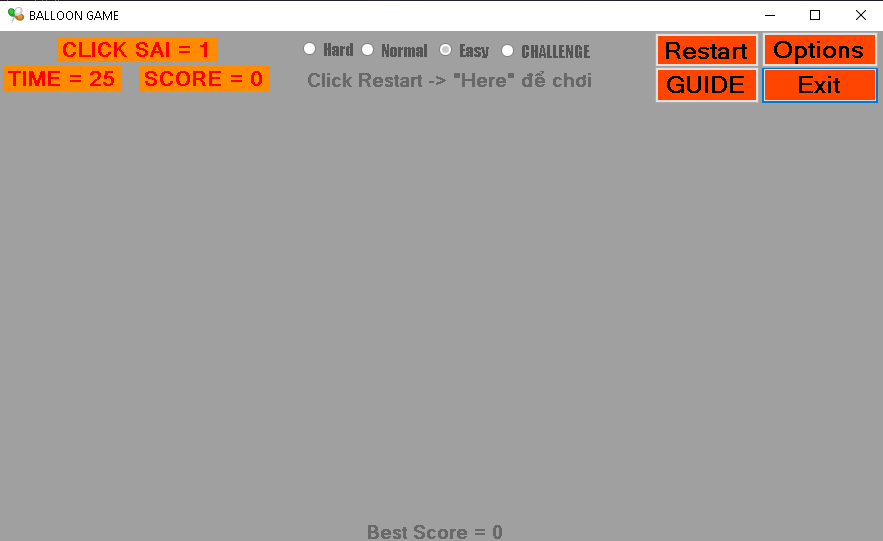 BALLOON GAME
CLICK SAI = 1
Hard Normal Easy CHALLENGE
Restart Options
TIME = 25 SCORE = 0
Click Restart -> "Here" để chơi
GUIDE Exit
Best Score = 0